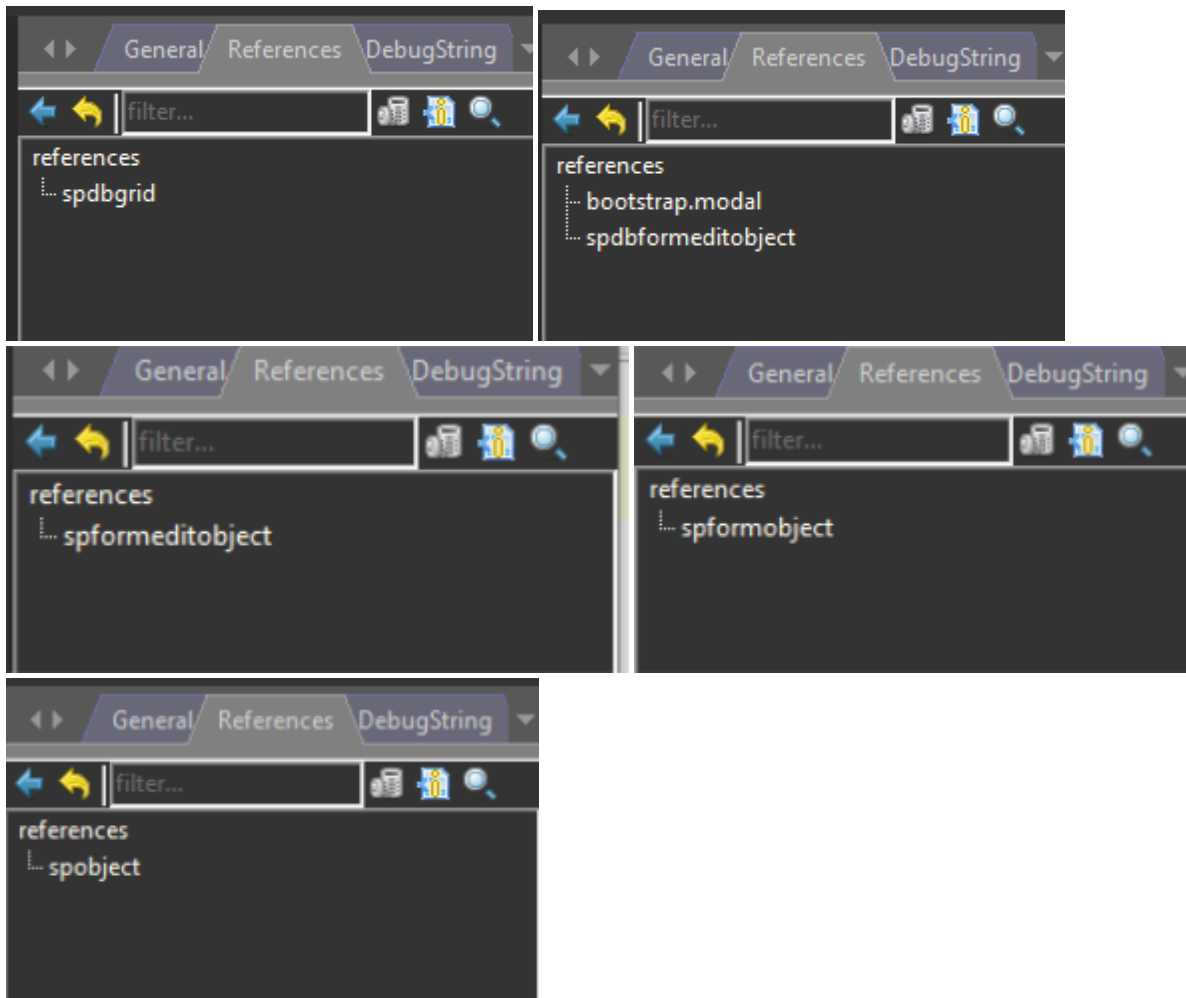 General References DebugString
filter...
references
spdbgrid
General References DebugString
filter...
references
bootstrap.modal
spdbformeditobject
General References DebugString
filter...
references
spformeditobject
General References DebugString
filter...
references
spformobject
General References DebugString
filter...
references
spobject